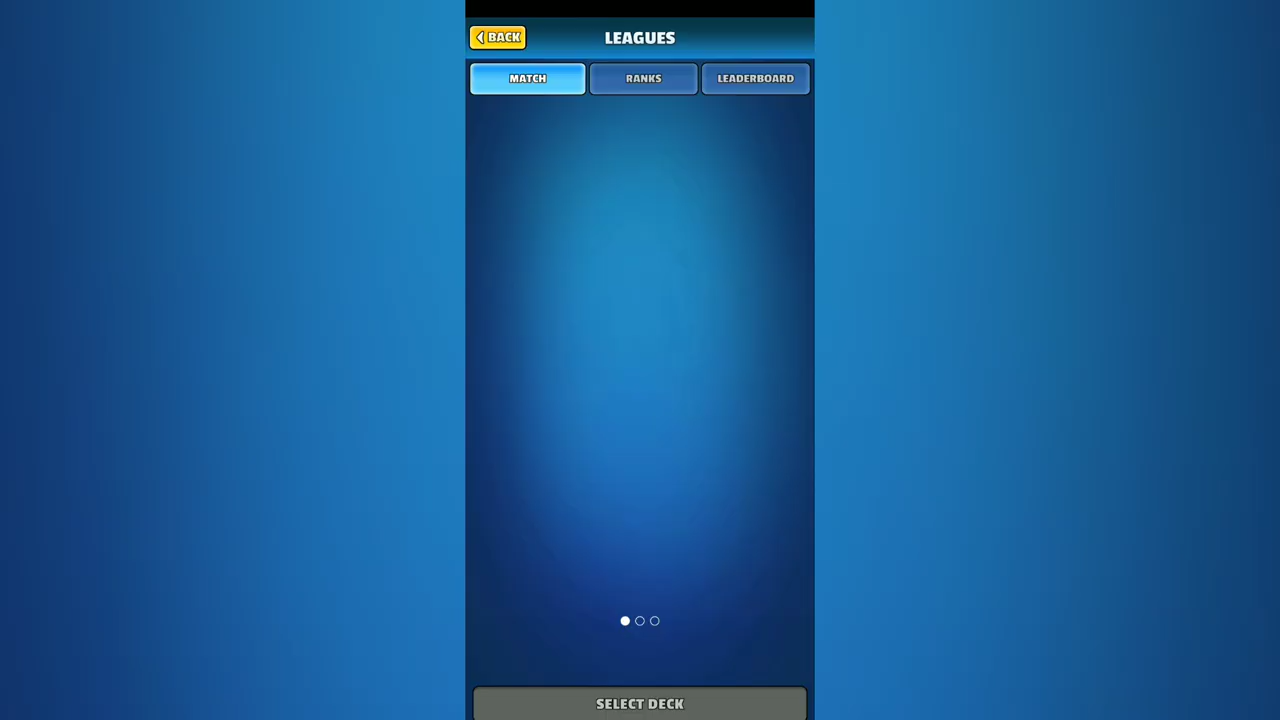 BACK
LEAGUES
MATCH
RANKS
LEADERBOARD
SELECT DECK